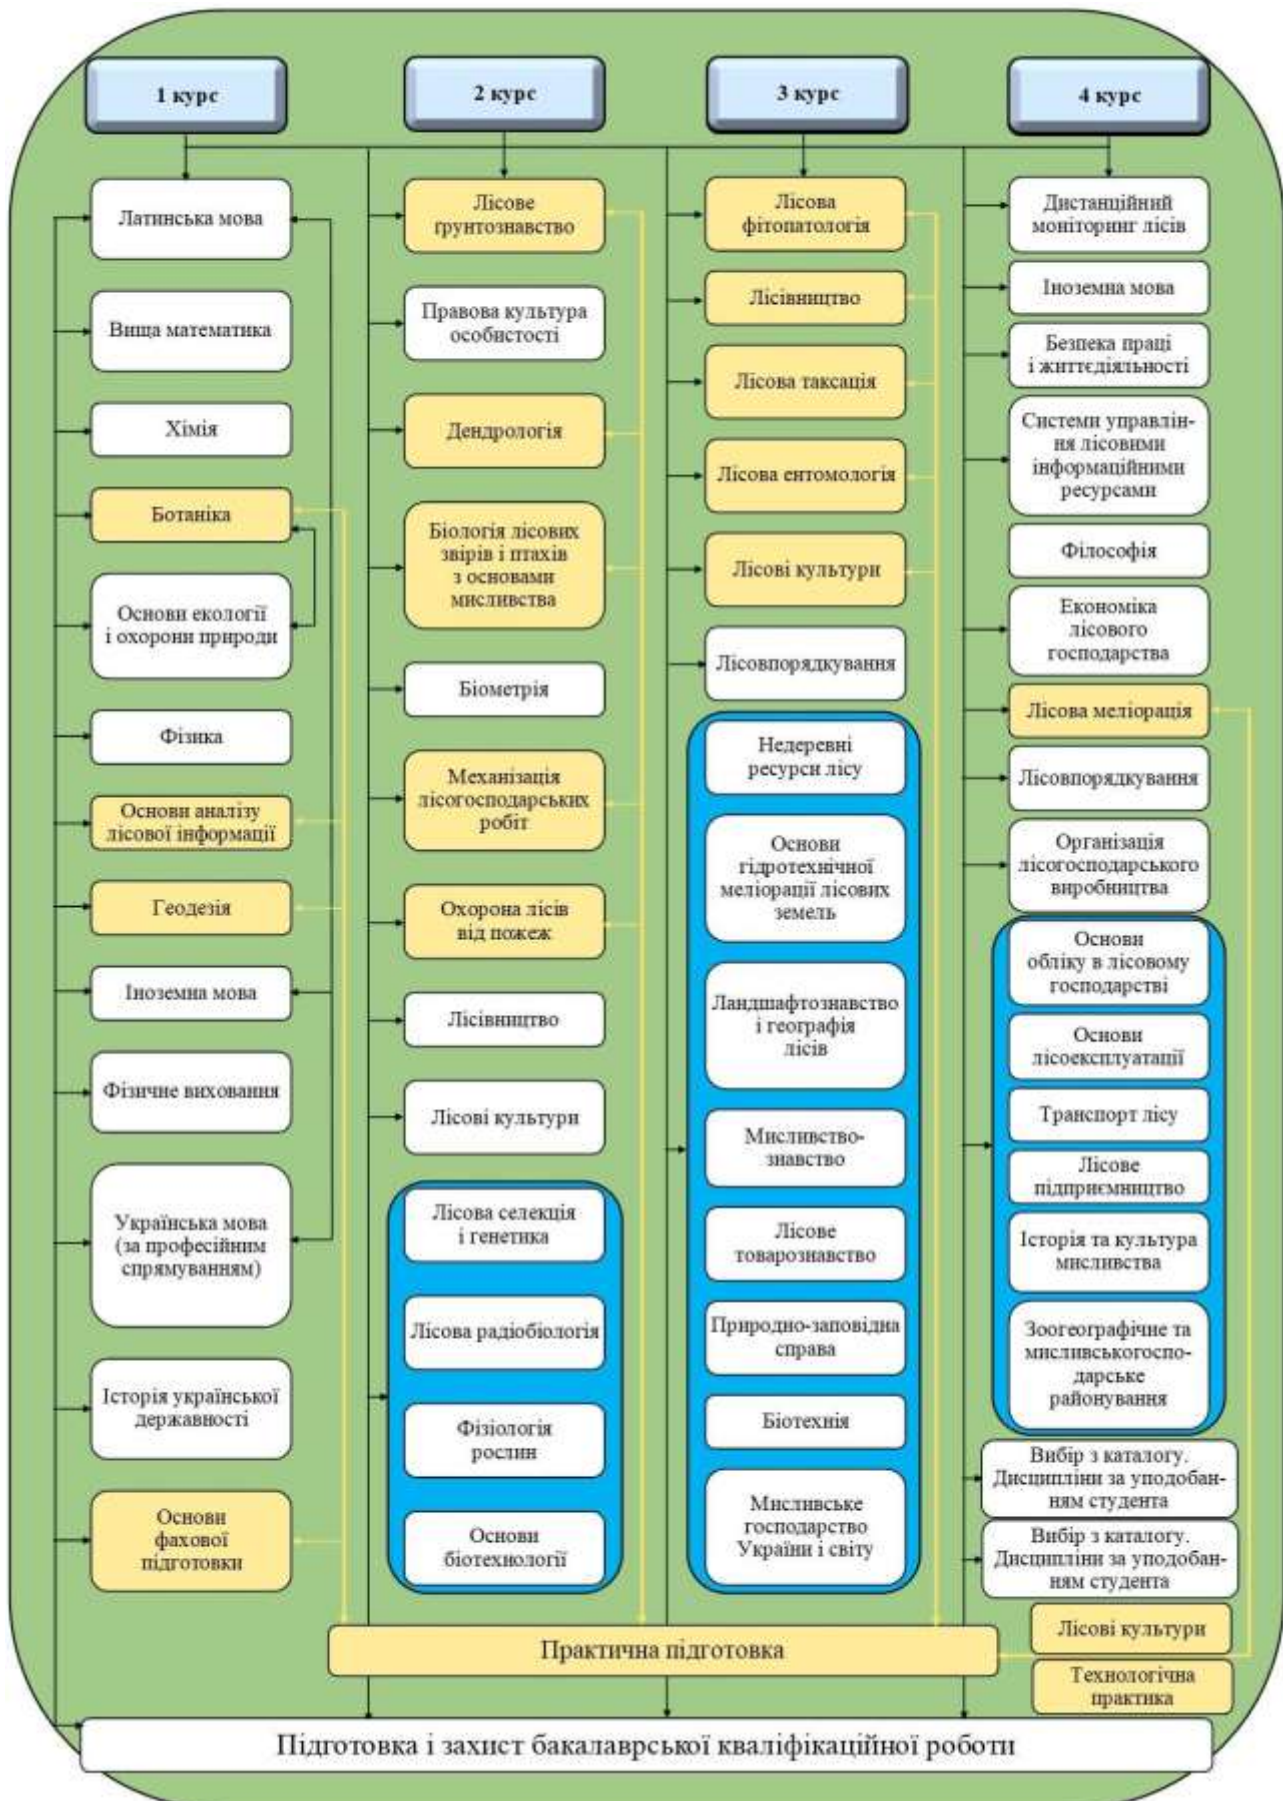 1 курс
2 курс
3 курс
4 курс
Латинська мова
Вища математика
Хімія
Ботаніка
Основи екології
і охорони природи
Фізика
Основи аналізу
лісової інформації
Геодезія
Іноземна мова
Фізичне виховання
Українська мова
(за професійним
спрямуванням)
Історія української
державності
Основи
фахової
підготовки
Лісове
ґрунтознавство
Правова культура
особистості
Дендрологія
Біологія лісових
звірів і птахів
з основами
мисливства
Біометрія
Механізація
лісогосподарських
робіт
Охорона лісів
від пожеж
Лісівництво
Лісові культури
Лісова селекція
і генетика
Лісова радіобіологія
Фізіологія
рослин
Основи
біотехнології
Лісова
фітопатологія
Лісівництво
Лісова таксація
Лісова ентомологія
Лісові культури
Лісовпорядкування
Недеревні
ресурси лісу
Основи
гідротехнічної
меліорації лісових
земель
Ландшафтознавство
і географія
лісів
Мисливство-
знавство
Лісове
товарознавство
Природно-заповідна
справа
Біотехнія
Мисливське
господарство
України і світу
Дистанційний
моніторинг лісів
Іноземна мова
Безпека праці
і життєдіяльності
Системи управлін-
ня лісовими
інформаційними
ресурсами
Філософія
Економіка
лісового
господарства
Лісова меліорація
Лісовпорядкування
Організація
лісогосподарського
виробництва
Основи
обліку в лісовому
господарстві
Основи
лісоексплуатації
Транспорт лісу
Лісове
підприємництво
Історія та культура
мисливства
Зоогеографічне та
мисливськогоспо-
дарське
районування
Вибір з каталогу.
Дисципліни за уподобан-
ням студента
Вибір з каталогу.
Дисципліни за уподобан-
ням студента
Лісові культури
Технологічна
практика
Практична підготовка
Підготовка і захист бакалаврської кваліфікаційної роботи